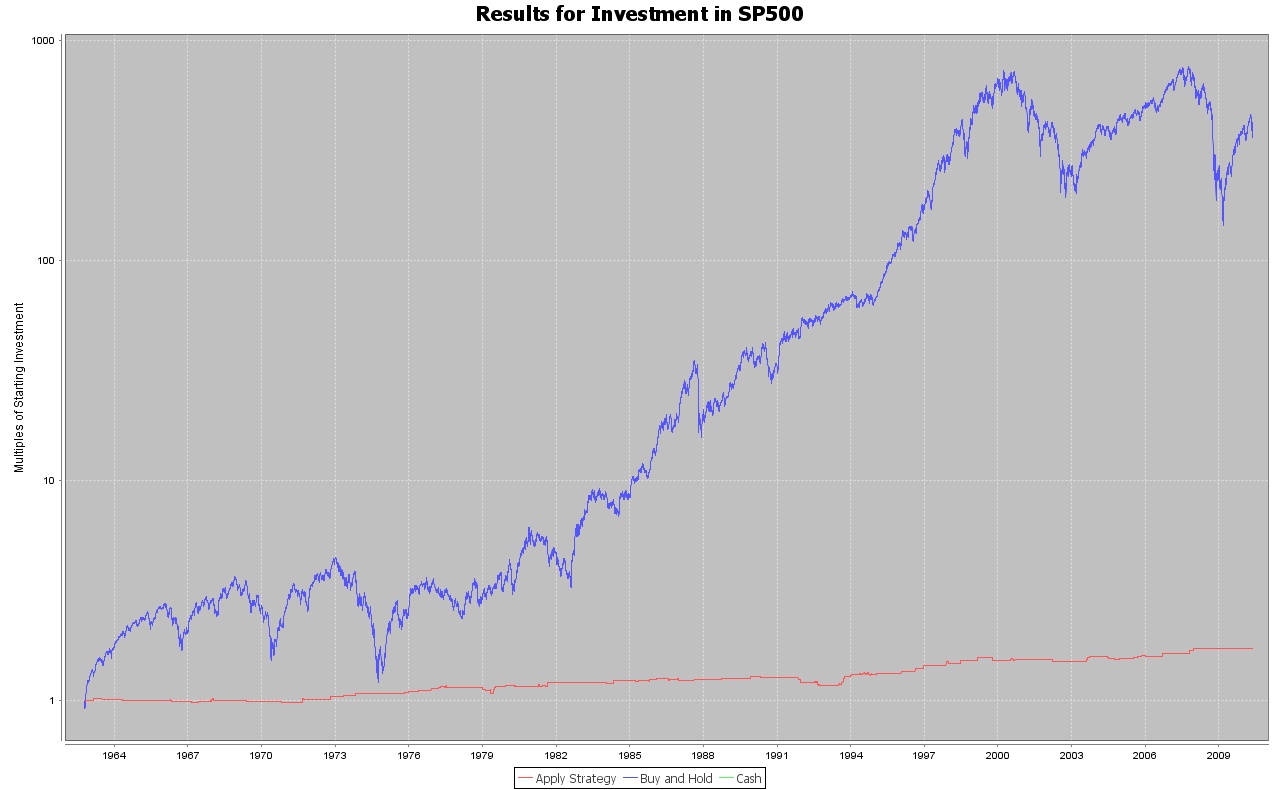 Results for Investment in SP500
1000
100
10
1
Multiples of Starting Investment
1964 1967 1970 1973 1976 1979 1982 1985 1988 1991 1994 1997 2000 2003 2006 2009
Apply Strategy Buy and Hold Cash